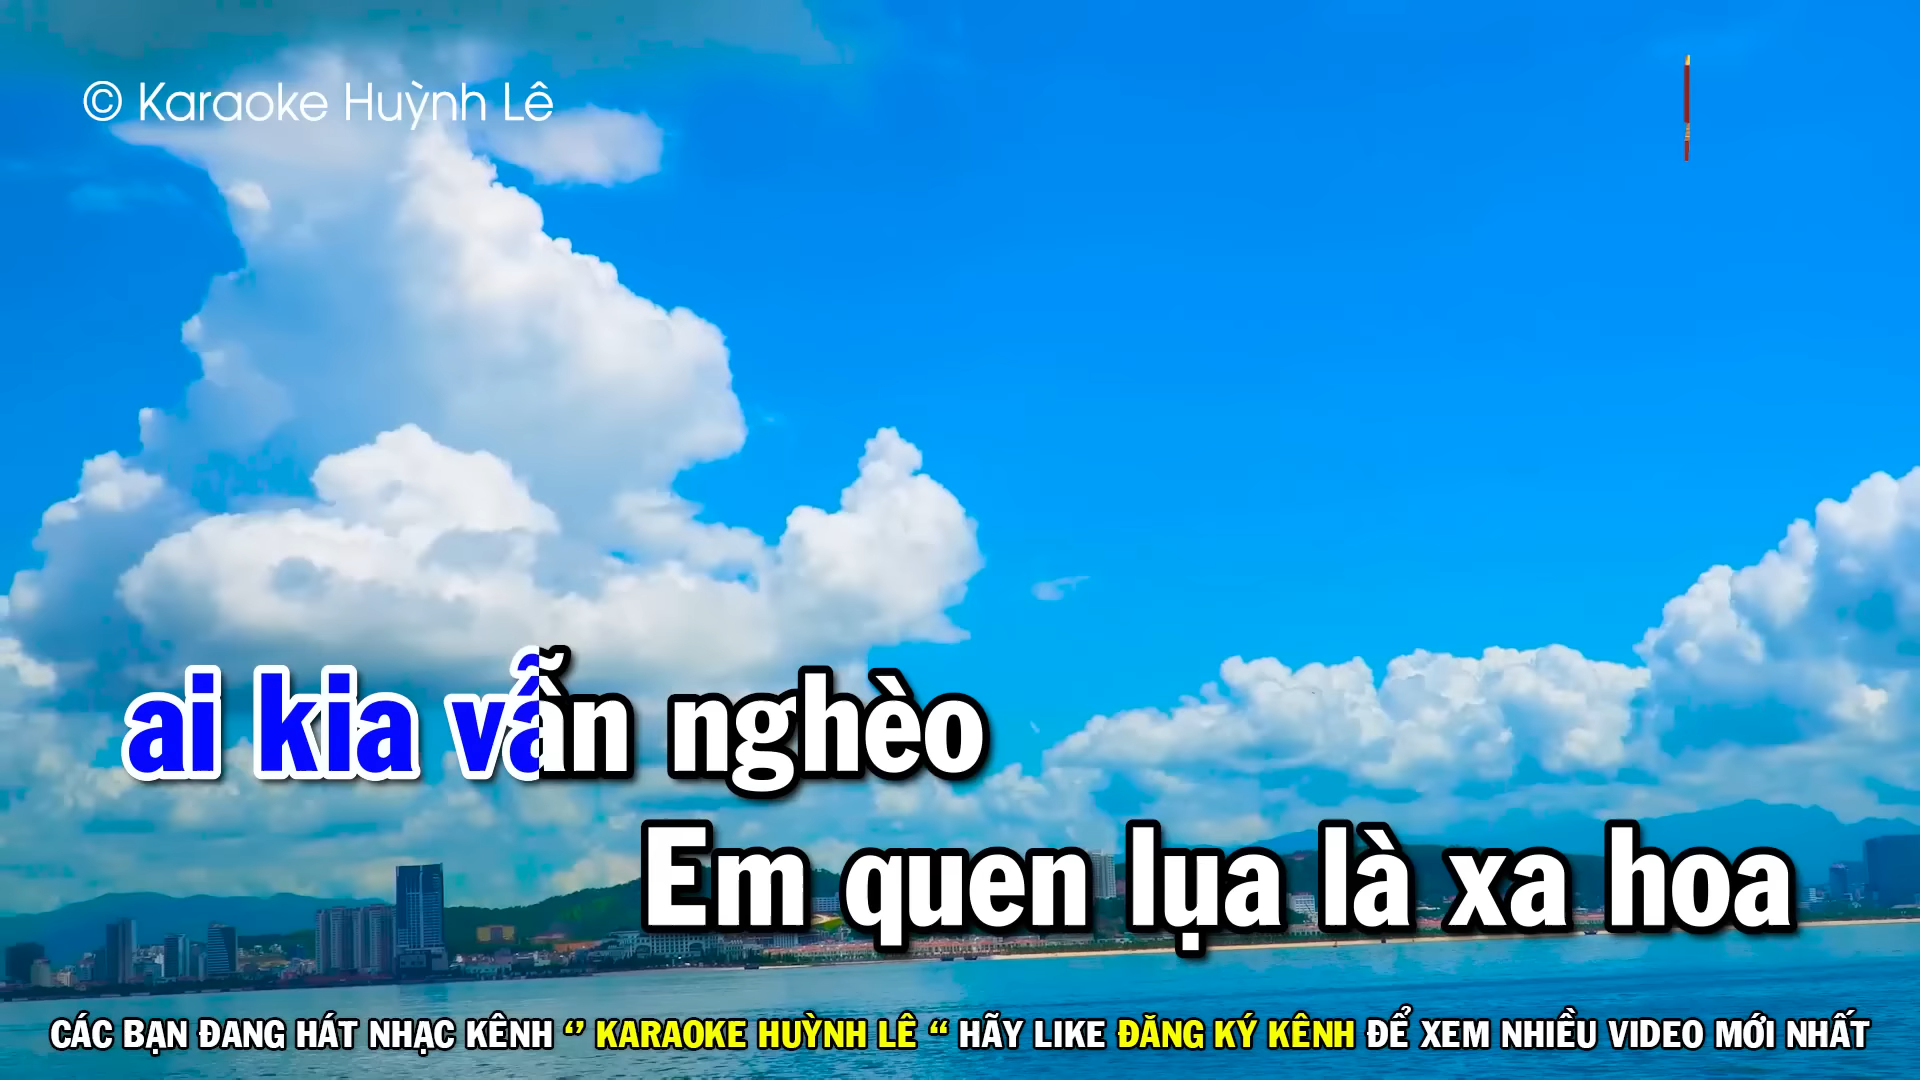 © Karaoke Huỳnh Lê
ai kia vẫn nghèo
Em quen lụa là xa hoa
CÁC BẠN ĐANG HÁT NHẠC KÊNH “ KARAOKE HUỲNH LÊ “ HÃY LIKE ĐĂNG KÝ KÊNH ĐỂ XEM NHIỀU VIDEO MỚI NHẤT